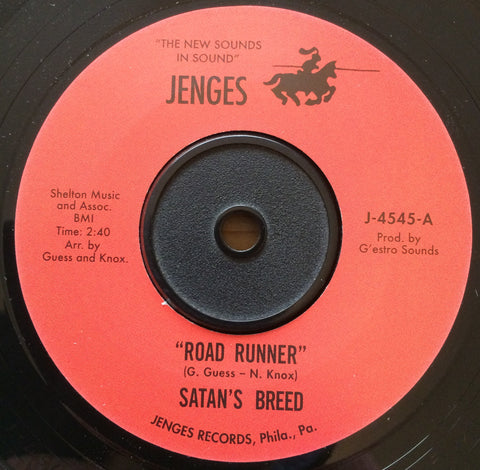 "THE NEW SOUNDS
IN SOUND"
JENGES
Shelton Music
and Assoc.
BMI
Time: 2:40
Arr. by
Guess and Knox.
J-4545-A
Prod. by
G'estro Sounds
"ROAD RUNNER"
(G. Guess – N. Knox)
SATAN'S BREED
JENGES RECORDS, Phila., Pa.